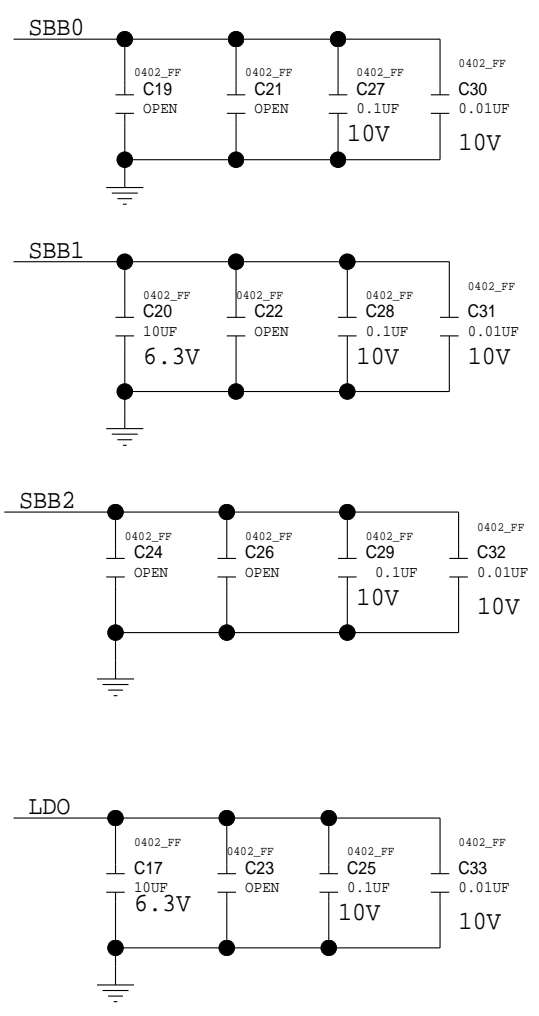 SBB0
0402_FF
C19
OPEN
0402_FF
C21
OPEN
0402_FF
C27
0.1UF
10V
0402_FF
C30
0.01UF
10V
SBB1
0402_FF
C20
10UF
6.3V
0402_FF
C22
OPEN
0402_FF
C28
0.1UF
10V
0402_FF
C31
0.01UF
10V
SBB2
0402_FF
C24
OPEN
0402_FF
C26
OPEN
0402_FF
C29
0.1UF
10V
0402_FF
C32
0.01UF
10V
LDO
0402_FF
C17
10UF
6.3V
0402_FF
C23
OPEN
0402_FF
C25
0.1UF
10V
0402_FF
C33
0.01UF
10V